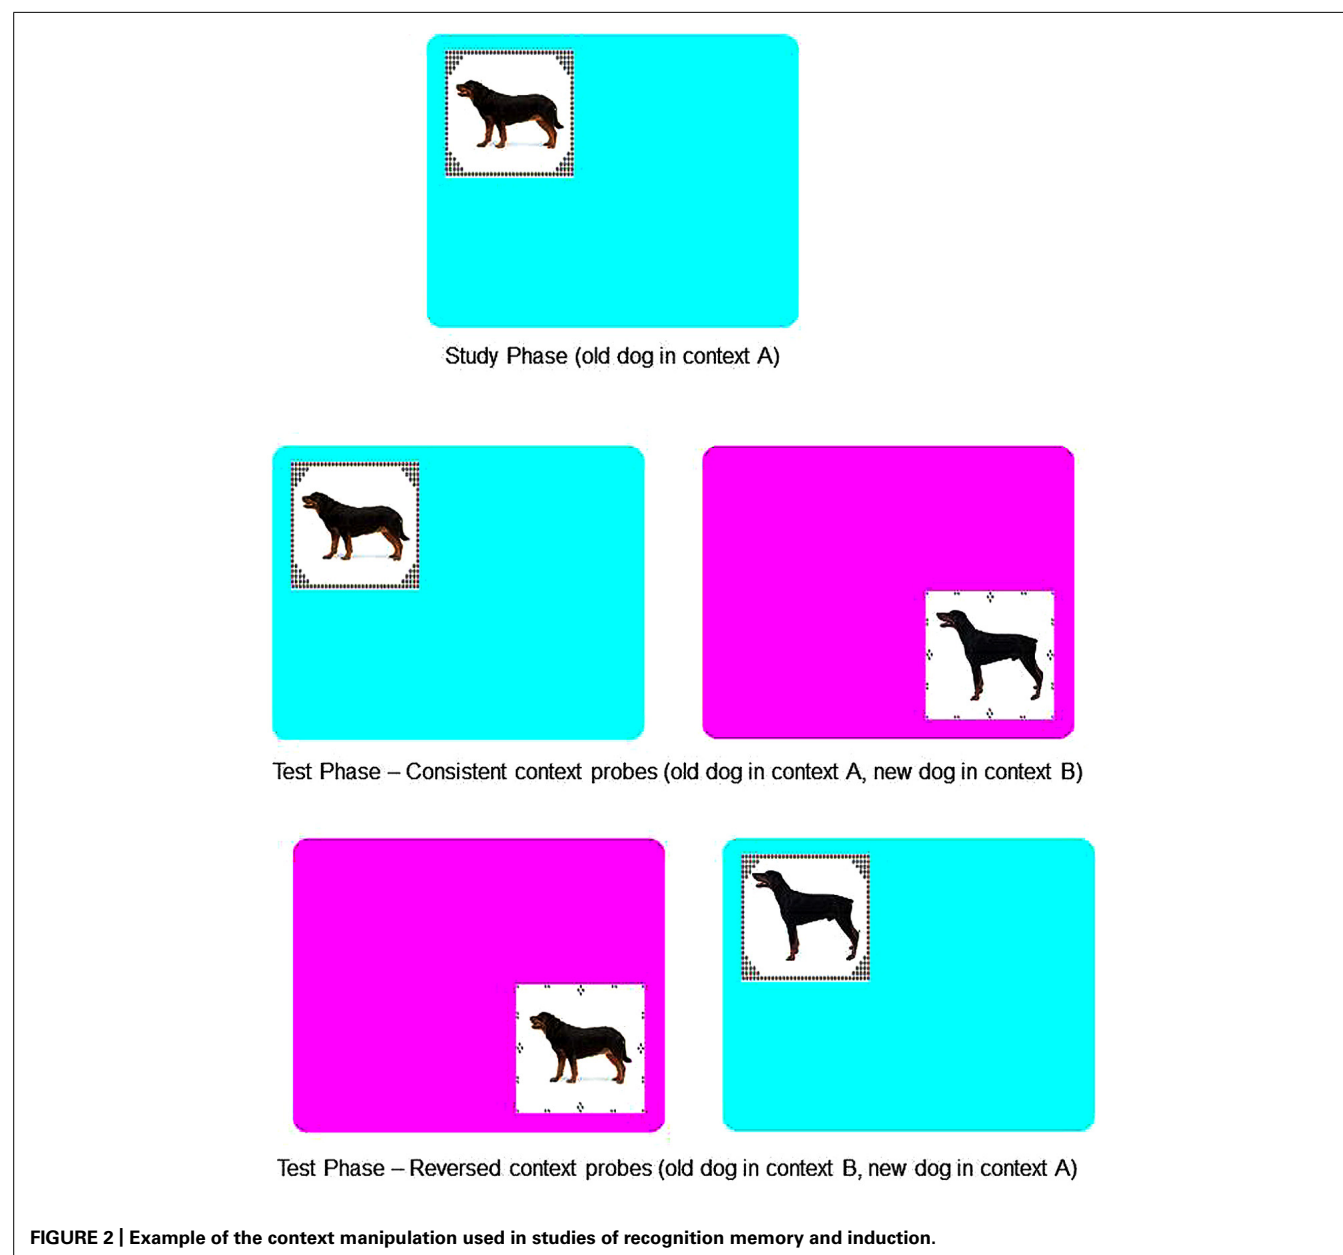 Study Phase (old dog in context A)
Test Phase – Consistent context probes (old dog in context A, new dog in context B)
Test Phase – Reversed context probes (old dog in context B, new dog in context A)
FIGURE 2 | Example of the context manipulation used in studies of recognition memory and induction.